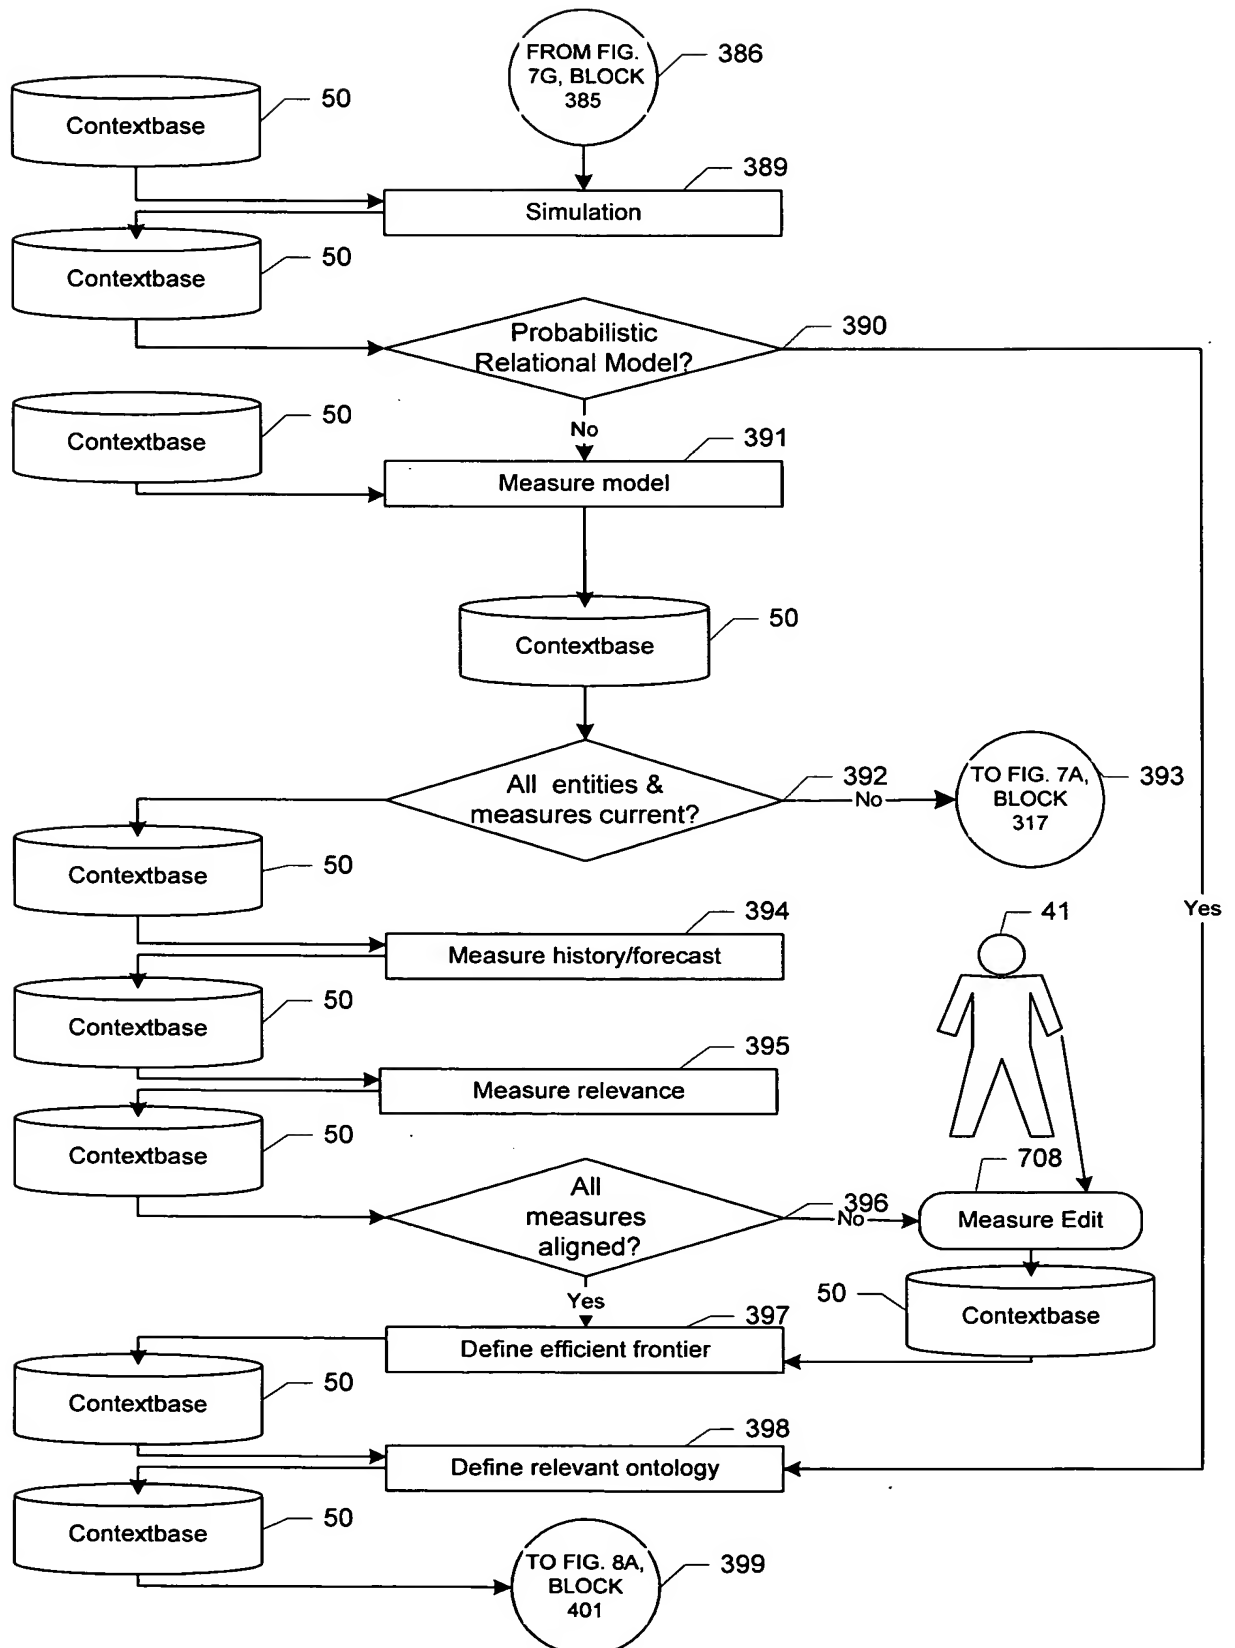 FROM FIG.
7G, BLOCK
385
386
50
Contextbase
389
Simulation
50
Contextbase
390
Probabilistic
Relational Model?
50
Contextbase
No
391
Measure model
50
Contextbase
392
All entities &
measures current?
No
TO FIG. 7A,
BLOCK
317
393
50
Contextbase
Yes
394
Measure history/forecast
41
50
Contextbase
395
Measure relevance
50
Contextbase
708
396
All
measures
aligned?
No
Measure Edit
50
Contextbase
Yes
397
Define efficient frontier
50
Contextbase
398
Define relevant ontology
50
Contextbase
TO FIG. 8A,
BLOCK
401
399